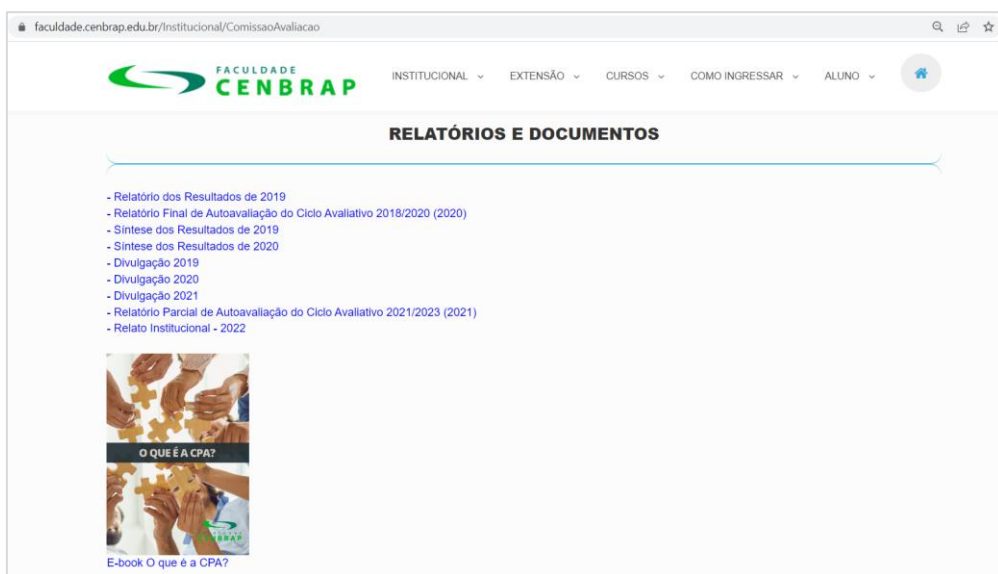 faculdade.cenbrap.edu.br/Institucional/ComissaoAvaliacao
FACULDADE
CENBRAP
INSTITUCIONAL
EXTENSÃO
CURSOS
COMO INGRESSAR
ALUNO
RELATÓRIOS E DOCUMENTOS
- Relatório dos Resultados de 2019
- Relatório Final de Autoavaliação do Ciclo Avaliativo 2018/2020 (2020)
- Síntese dos Resultados de 2019
- Síntese dos Resultados de 2020
- Divulgação 2019
- Divulgação 2020
- Divulgação 2021
- Relatório Parcial de Autoavaliação do Ciclo Avaliativo 2021/2023 (2021)
- Relato Institucional - 2022
O QUE É A CPA?
E-book O que é a CPA?